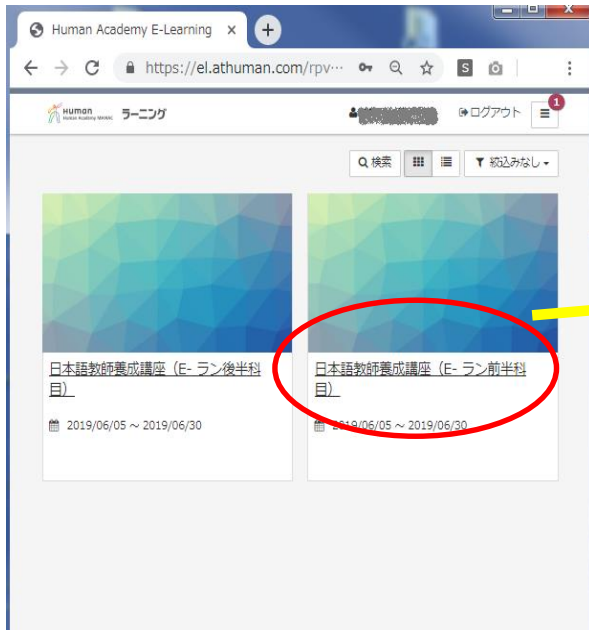 Human Academy E-Learning
https://el.athuman.com/rpv…
S
Human ラーニング
ログアウト
1
検索
絞込みなし
日本語教師養成講座（E- ラン後半科
目）
2019/06/05 ～ 2019/06/30
日本語教師養成講座（E- ラン前半科
目）
2019/06/05 ～ 2019/06/30